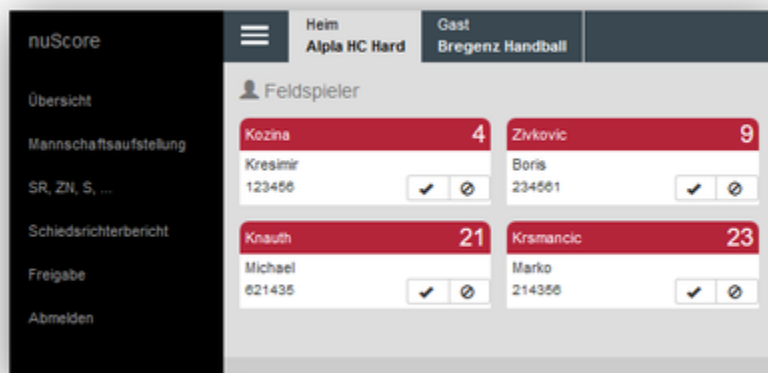 nuScore
Übersicht
Mannschaftsaufstellung
SR, ZN, S, ...
Schiedsrichterbericht
Freigabe
Abmelden
Heim
Alpla HC Hard
Gast
Bregenz Handball
Feldspieler
Kozina 4
Kresimir
123456
Zivkovic 9
Boris
234561
Knauth 21
Michael
621435
Krsmancic 23
Marko
214356